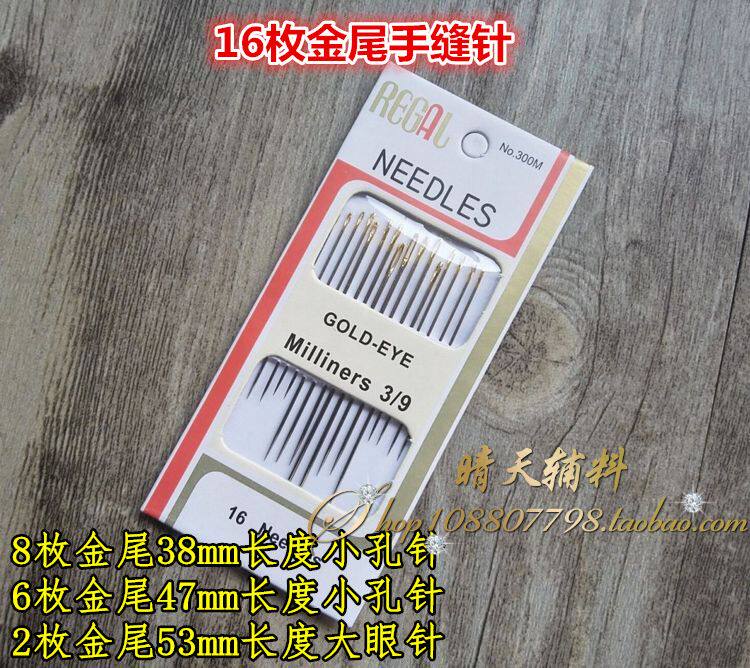 16枚金尾手缝针
REGAL
No.300M
NEEDLES
GOLD-EYE
Milliners 3/9
晴天辅料
Shop108807798.taobao.com
16
8枚金尾38mm长度小孔针
6枚金尾47mm长度小孔针
2枚金尾53mm长度大眼针